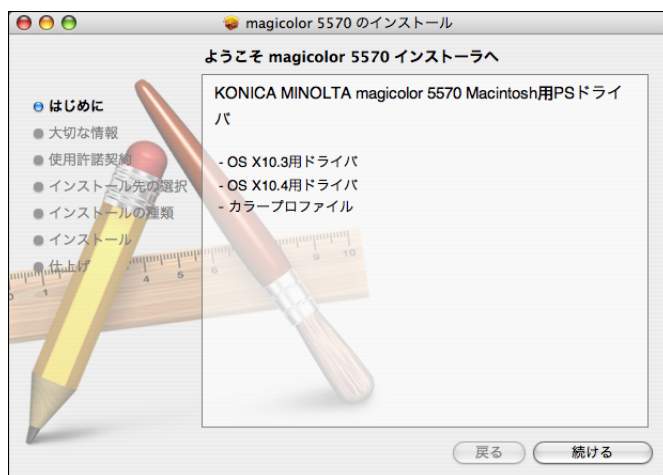 magicolor 5570 のインストール
ようこそ magicolor 5570 インストーラへ
はじめに
大切な情報
使用許諾契約
インストール先の選択
インストールの種類
インストール
仕上げ
KONICA MINOLTA magicolor 5570 Macintosh用PSドライ
バ
- OS X10.3用ドライバ
- OS X10.4用ドライバ
- カラープロファイル
戻る
続ける